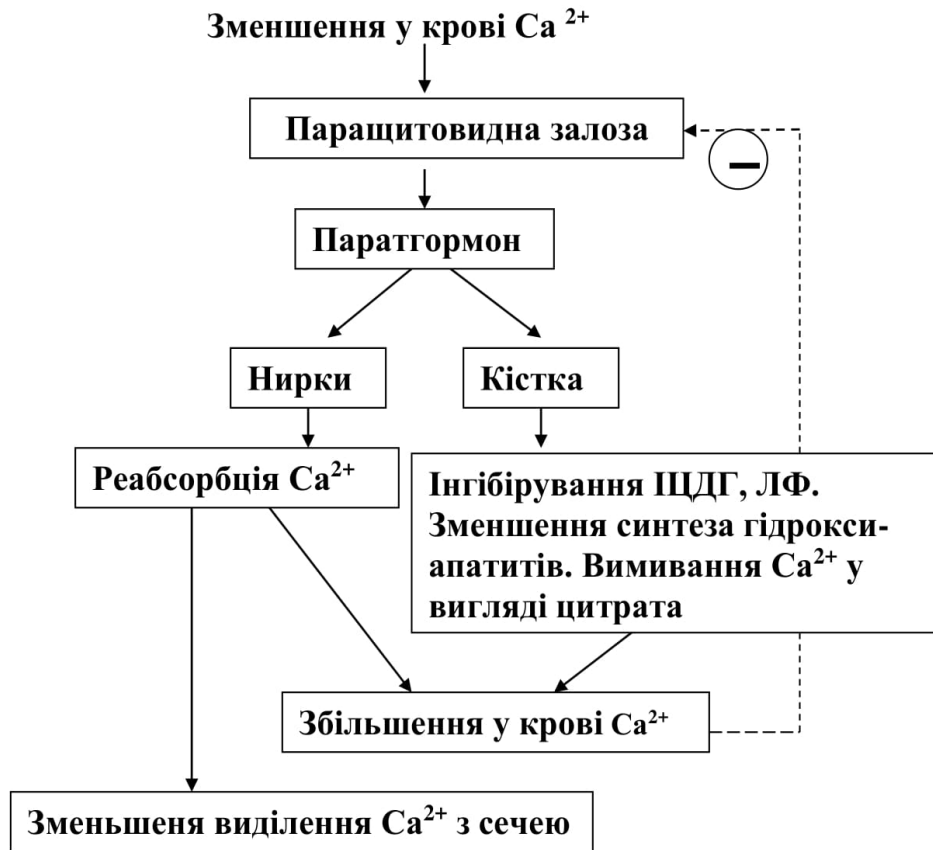 Зменшення у крові Ca 2+
Паращитовидна залоза
Паратгормон
Нирки
Кістка
Реабсорбція Ca2+
Інгібірування ІЩДГ, ЛФ.
Зменшення синтеза гідрокси-
апатитів. Вимивання Ca2+ у
вигляді цитрата
Збільшення у крові Ca2+
Зменьшеня виділення Ca2+ з сечею